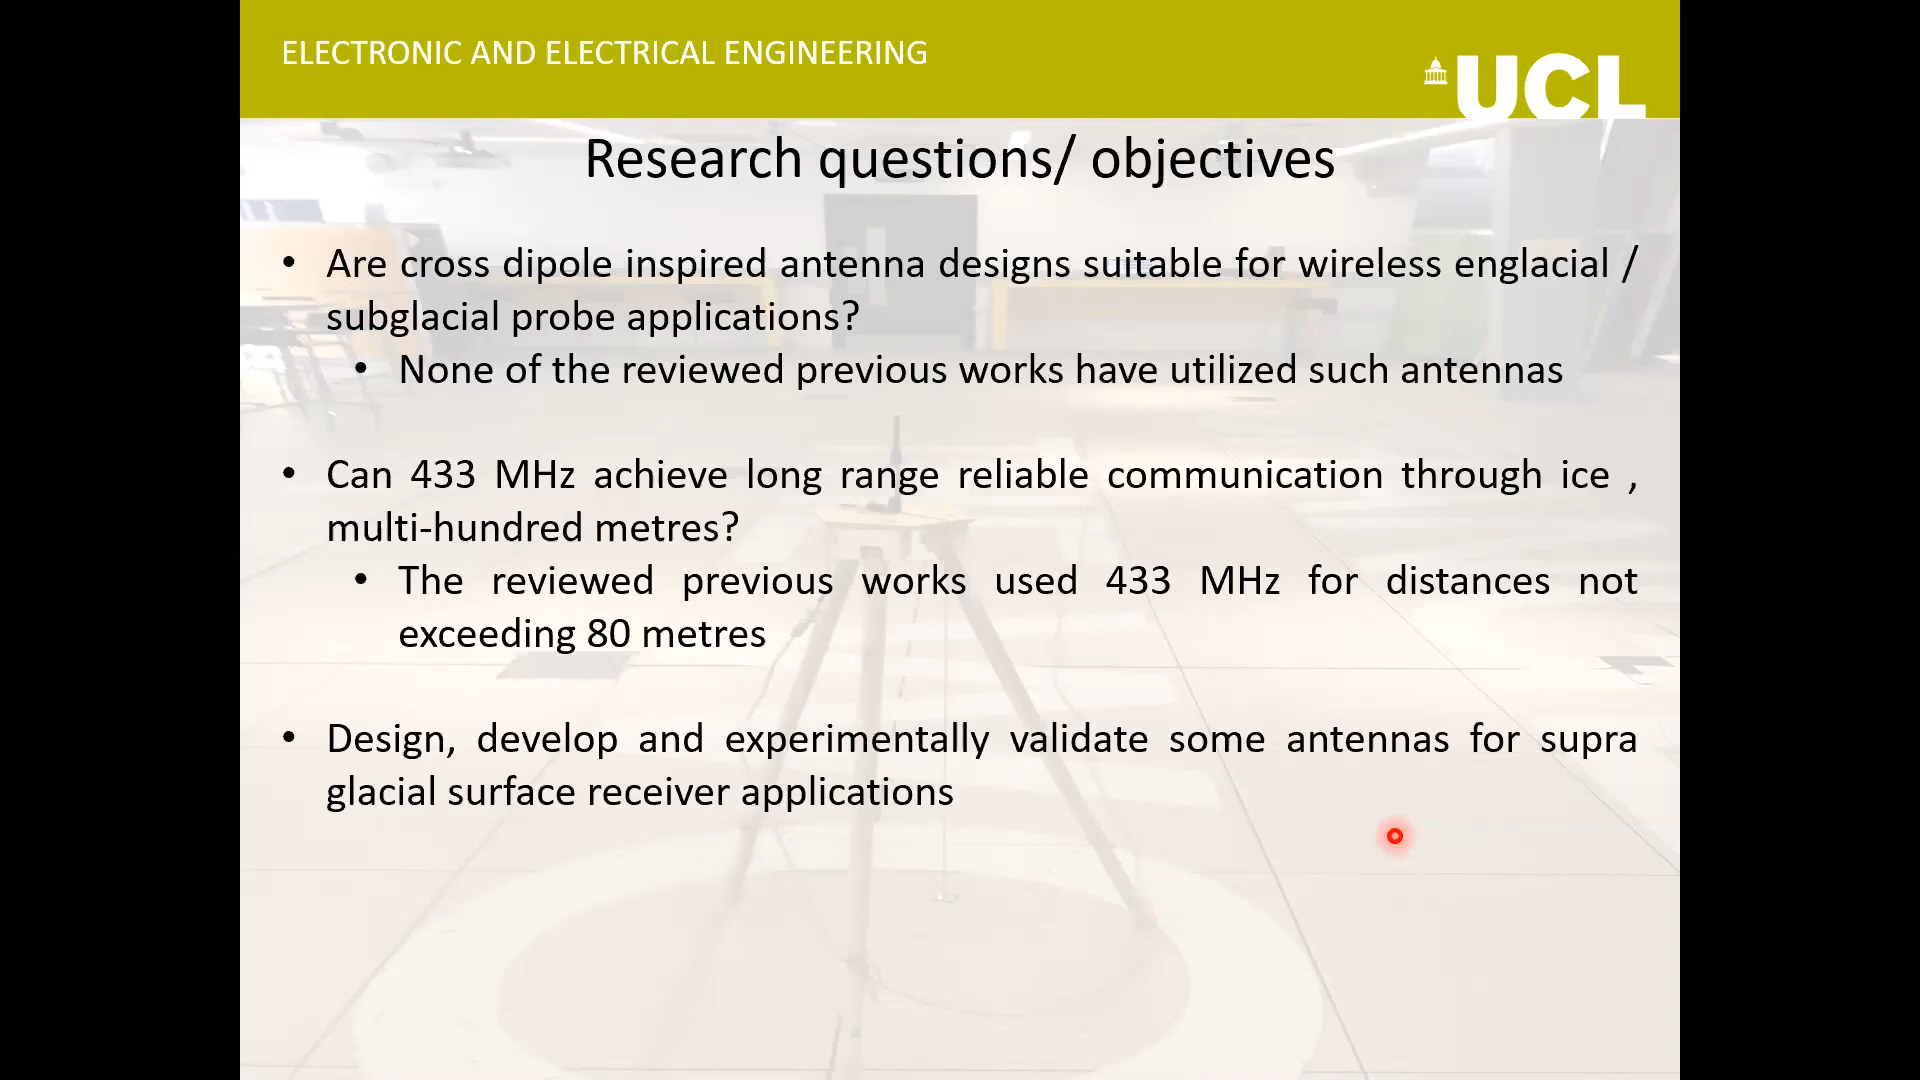 ELECTRONIC AND ELECTRICAL ENGINEERING
UCL
Research questions/ objectives
• Are cross dipole inspired antenna designs suitable for wireless englacial /
subglacial probe applications?
• None of the reviewed previous works have utilized such antennas
• Can 433 MHz achieve long range reliable communication through ice ,
multi-hundred metres?
• The reviewed previous works used 433 MHz for distances not
exceeding 80 metres
• Design, develop and experimentally validate some antennas for supra
glacial surface receiver applications